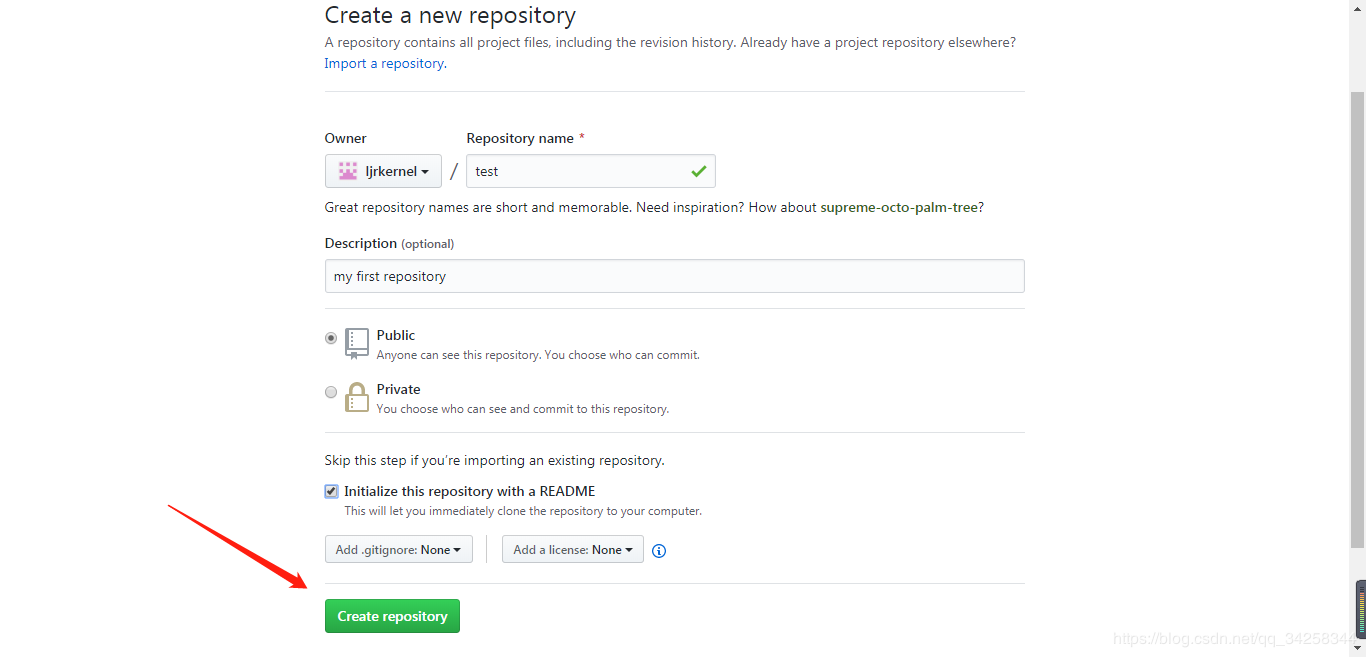 Create a new repository
A repository contains all project files, including the revision history. Already have a project repository elsewhere?
Import a repository.
Owner
Repository name *
ljrkernel
/
test
Great repository names are short and memorable. Need inspiration? How about supreme-octo-palm-tree?
Description (optional)
my first repository
Public
Anyone can see this repository. You choose who can commit.
Private
You choose who can see and commit to this repository.
Skip this step if you’re importing an existing repository.
Initialize this repository with a README
This will let you immediately clone the repository to your computer.
Add .gitignore: None
Add a license: None
Create repository
https://blog.csdn.net/qq_34258344